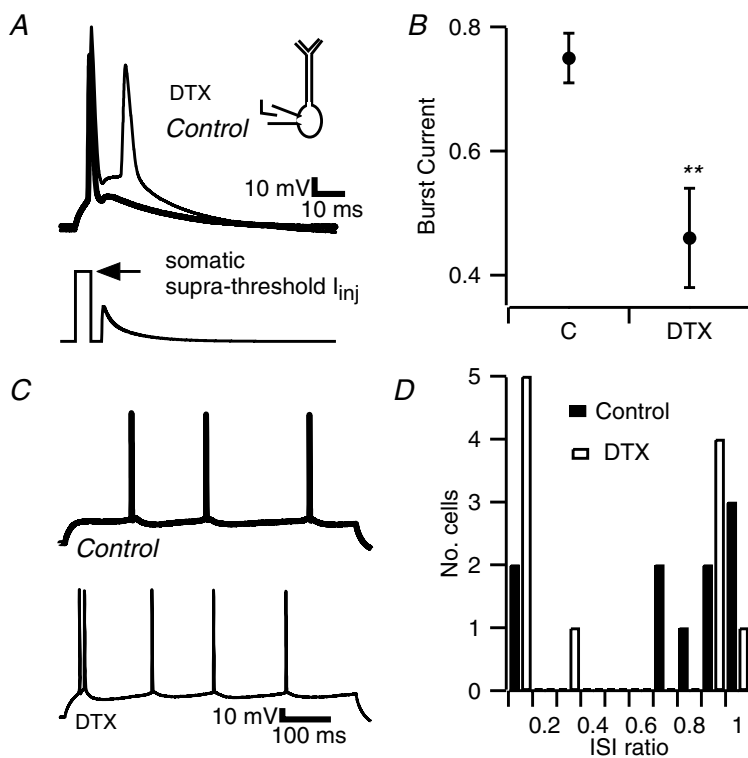 A
DTX
Control
10 mV
10 ms
somatic
supra-threshold Iinj
B
Burst Current
0.8
0.6
0.4
**
C
DTX
C
Control
DTX
10 mV
100 ms
D
No. cells
5
4
3
2
1
0
Control
DTX
0.2
0.4
0.6
0.8
1
ISI ratio